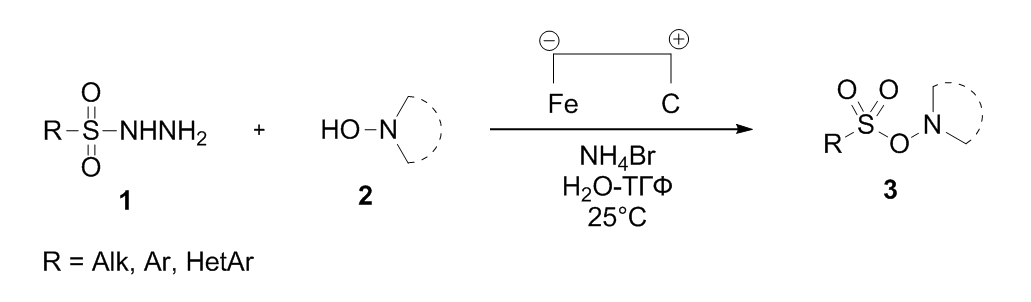 ⊖ ⊕
Fe C
O
R-S-NHNH₂ + HO-N
O
1 2
NH₄Br
H₂O-ТГФ
25°C
O O
S
R O N
3
R = Alk, Ar, HetAr